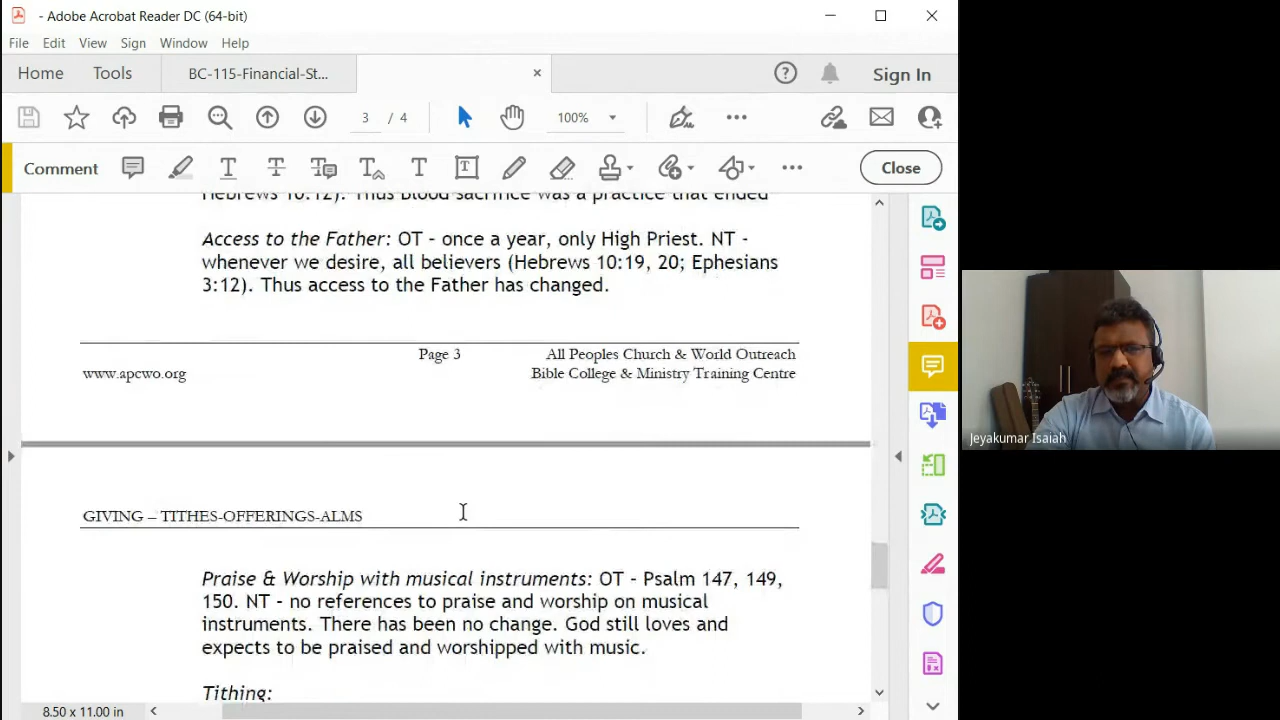 - Adobe Acrobat Reader DC (64-bit)
File Edit View Sign Window Help
Home Tools BC-115-Financial-St... Sign In
3 / 4 100%
Comment Close
Hebrews 10:12). Thus Blood sacrifice was a practice that ended
Access to the Father: OT - once a year, only High Priest. NT -
whenever we desire, all believers (Hebrews 10:19, 20; Ephesians
3:12). Thus access to the Father has changed.
Page 3 All Peoples Church & World Outreach
www.apcwo.org Bible College & Ministry Training Centre
GIVING – TITHES-OFFERINGS-ALMS
Praise & Worship with musical instruments: OT - Psalm 147, 149,
150. NT - no references to praise and worship on musical
instruments. There has been no change. God still loves and
expects to be praised and worshipped with music.
Tithing:
8.50 x 11.00 in
Jeyakumar Isaiah